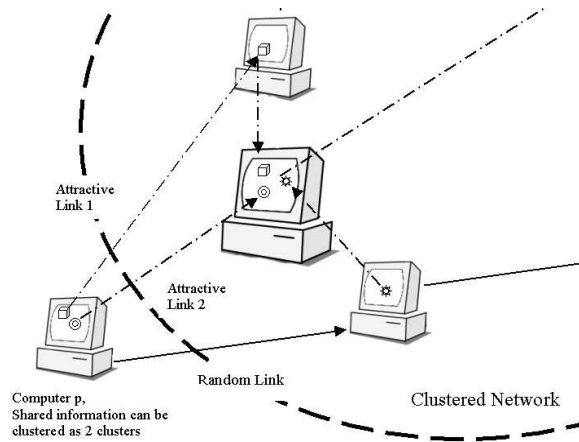 Attractive
Link 1
Attractive
Link 2
Random Link
Computer p,
Shared information can be
clustered as 2 clusters
Clustered Network